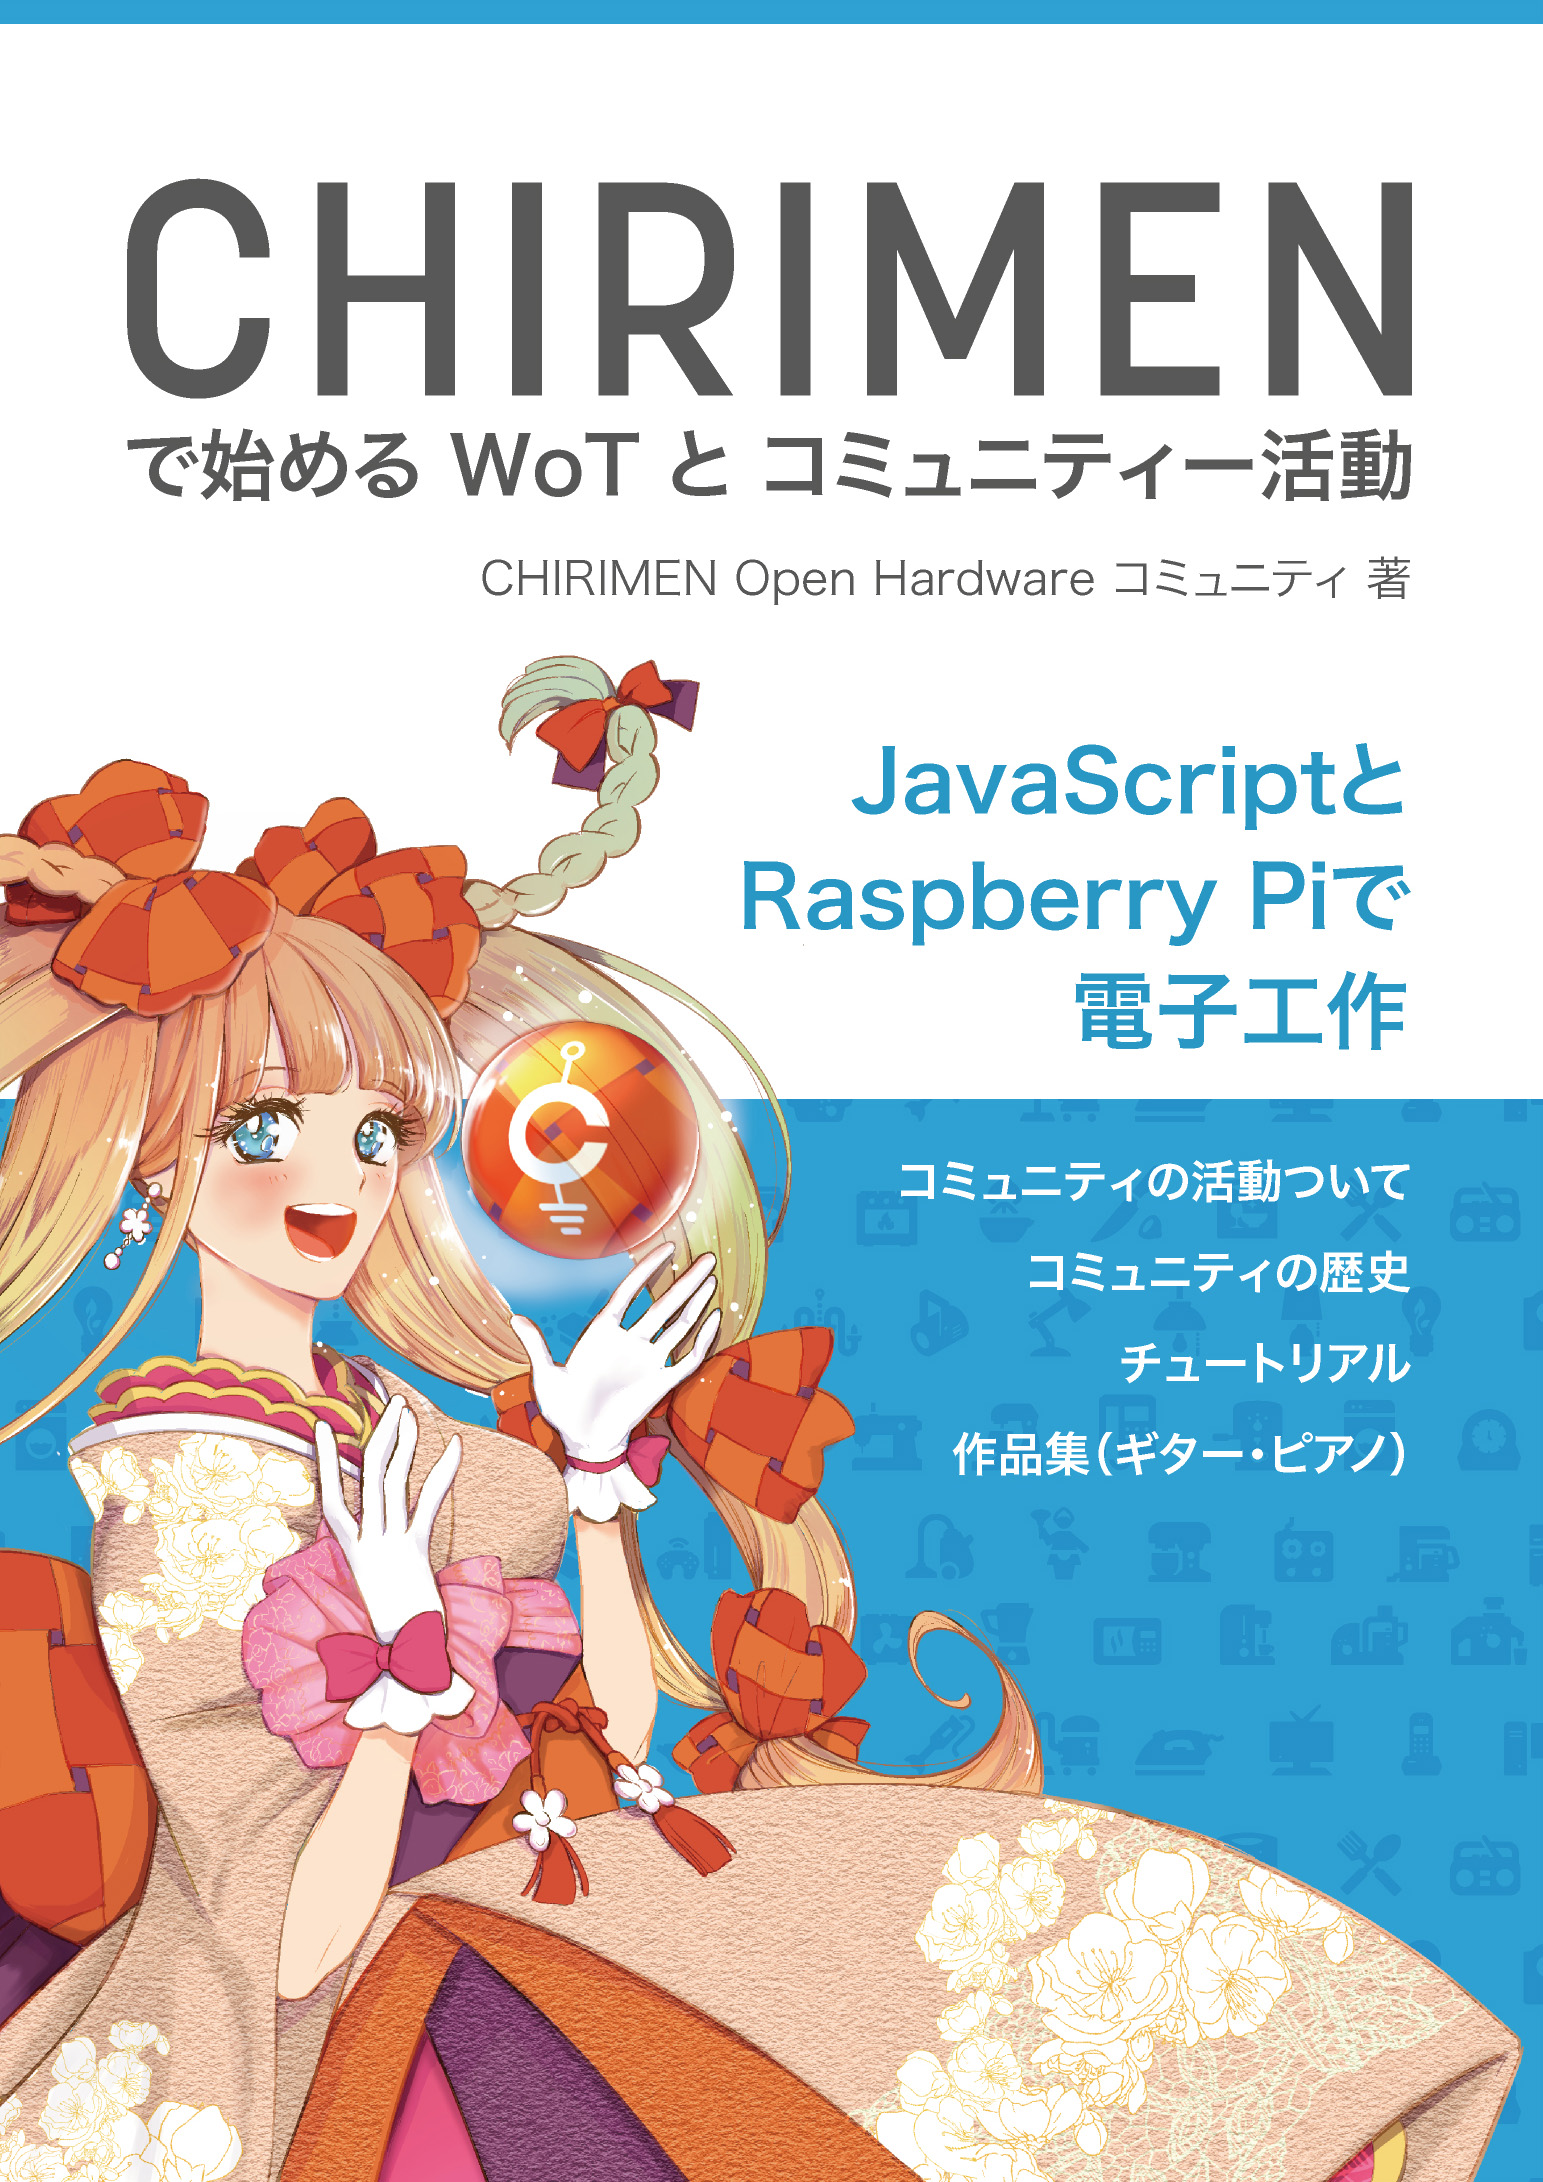 CHIRIMEN
で始める WoT と コミュニティー活動
CHIRIMEN Open Hardware コミュニティ 著
JavaScriptと
Raspberry Piで
電子工作
コミュニティの活動ついて
コミュニティの歴史
チュートリアル
作品集（ギター・ピアノ）
C